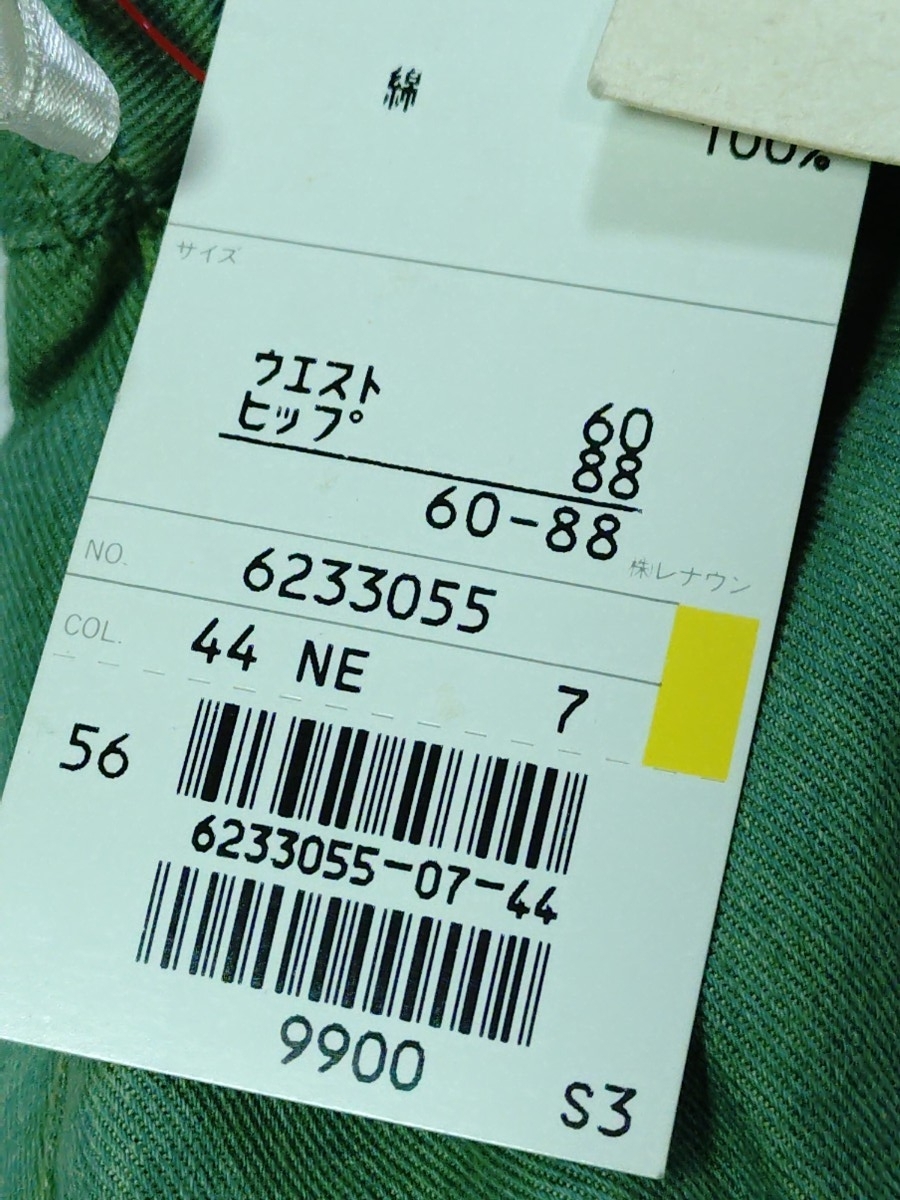 綿
100%
サイズ
ウエスト 60
ヒップ 88
60-88
㈱レナウン
NO. 6233055
COL. 44 NE 7
56
6233055-07-44
9900
S3